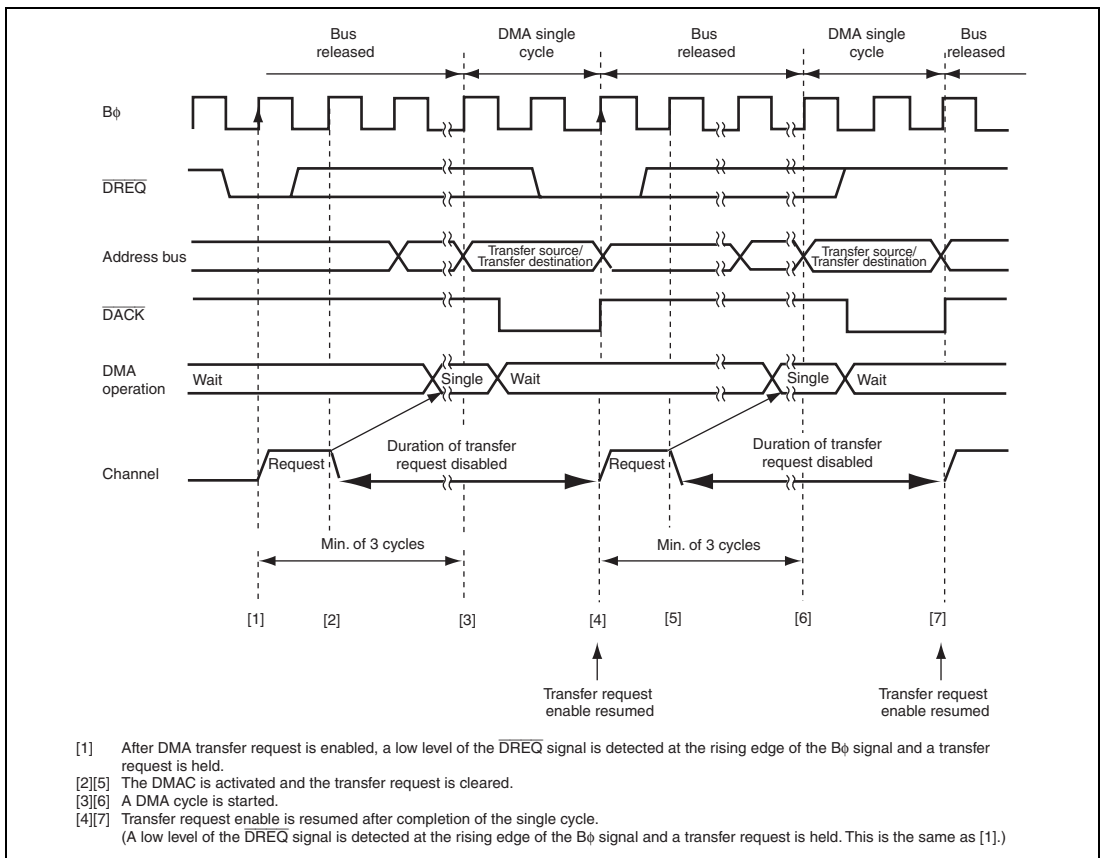 Bus released
DMA single cycle
Bus released
DMA single cycle
Bus released
Bφ
DREQ
Address bus
Transfer source/
Transfer destination
Transfer source/
Transfer destination
DACK
DMA operation
Wait
Single
Wait
Single
Wait
Channel
Request
Duration of transfer
request disabled
Request
Duration of transfer
request disabled
Min. of 3 cycles
Min. of 3 cycles
[1]
[2]
[3]
[4]
[5]
[6]
[7]
Transfer request
enable resumed
Transfer request
enable resumed
[1] After DMA transfer request is enabled, a low level of the DREQ signal is detected at the rising edge of the Bφ signal and a transfer
request is held.
[2][5] The DMAC is activated and the transfer request is cleared.
[3][6] A DMA cycle is started.
[4][7] Transfer request enable is resumed after completion of the single cycle.
(A low level of the DREQ signal is detected at the rising edge of the Bφ signal and a transfer request is held. This is the same as [1].)